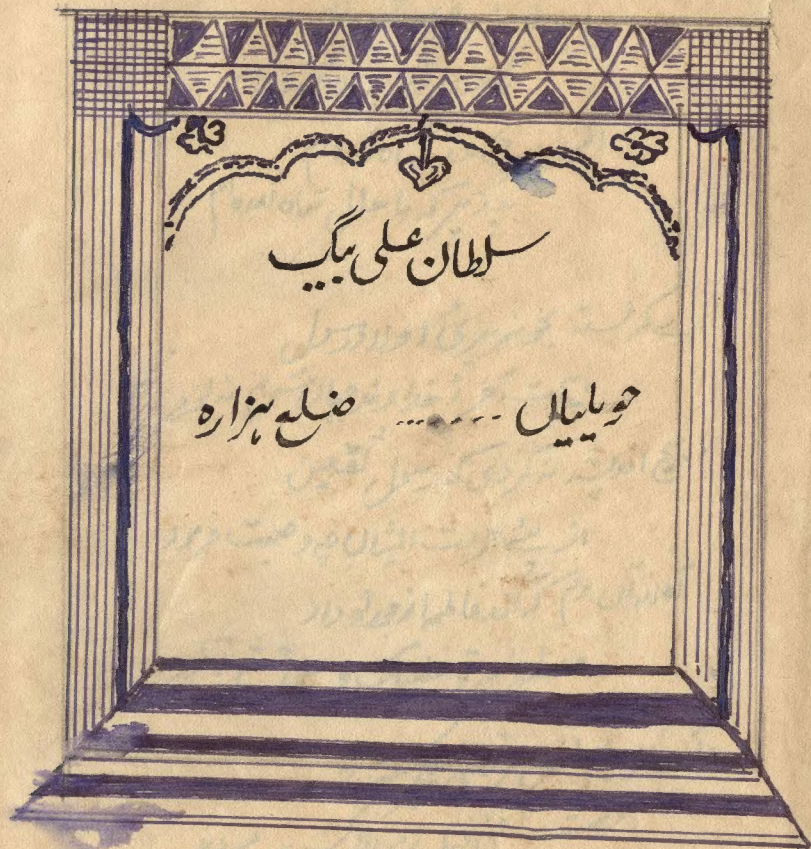 سلطان علی بیگ
حویلیاں ....... ضلع ہزارہ